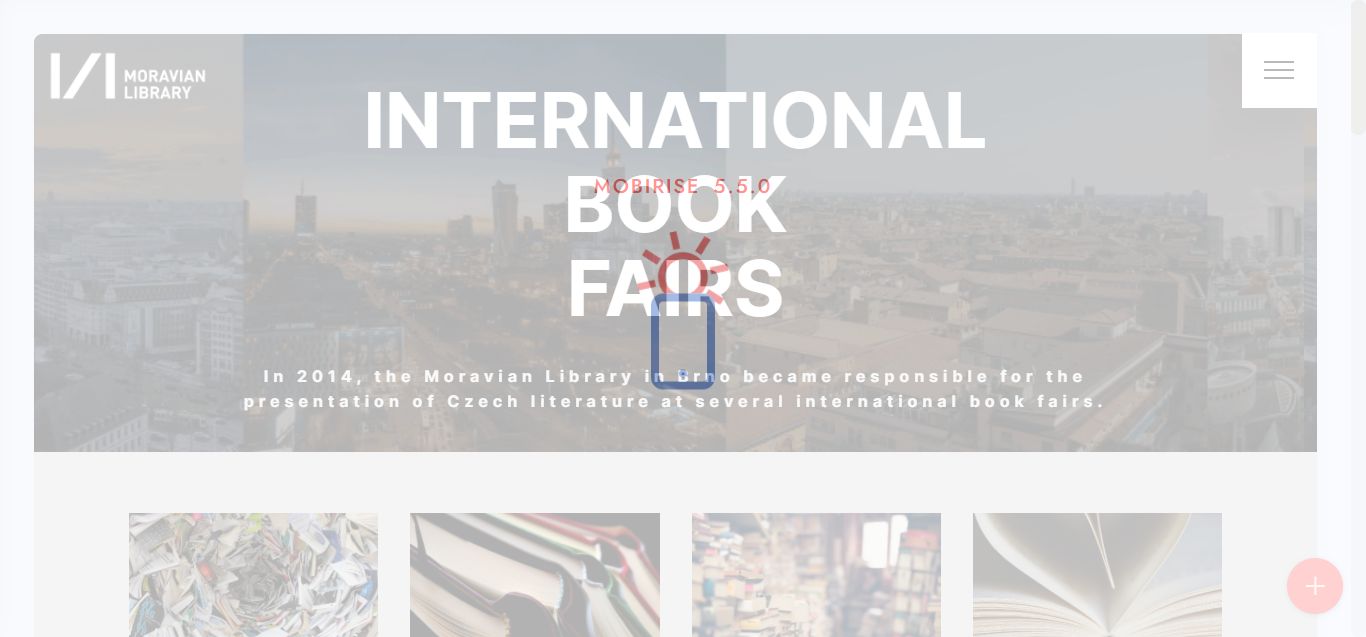 MORAVIAN
LIBRARY
INTERNATIONAL
BOOK
MOBIRISE 5.5.0
FAIRS
In 2014, the Moravian Library in Brno became responsible for the
presentation of Czech literature at several international book fairs.